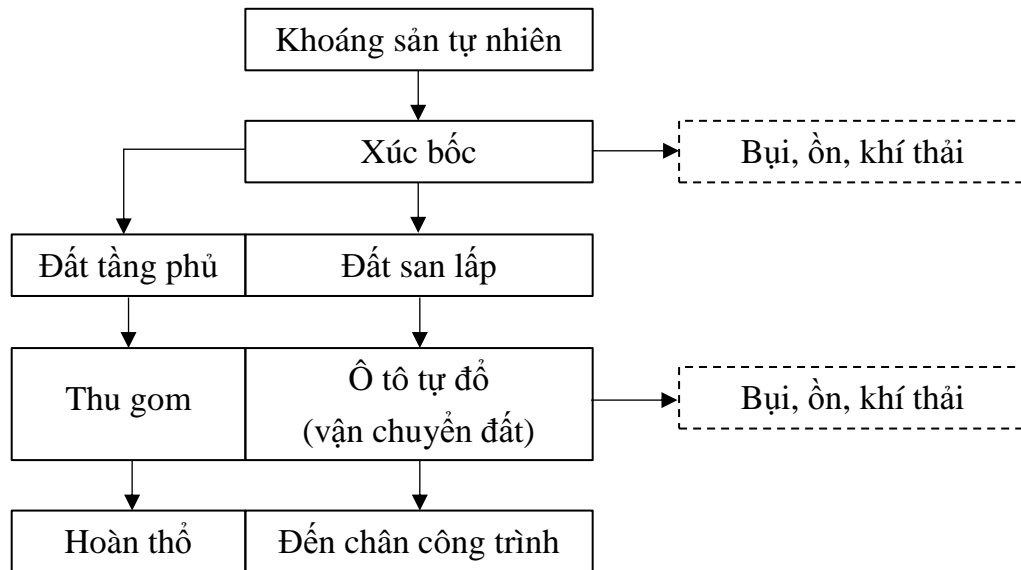 Khoáng sản tự nhiên
Xúc bốc
Bụi, ồn, khí thải
Đất tầng phủ
Đất san lấp
Thu gom
Ô tô tự đổ
(vận chuyển đất)
Bụi, ồn, khí thải
Hoàn thổ
Đến chân công trình